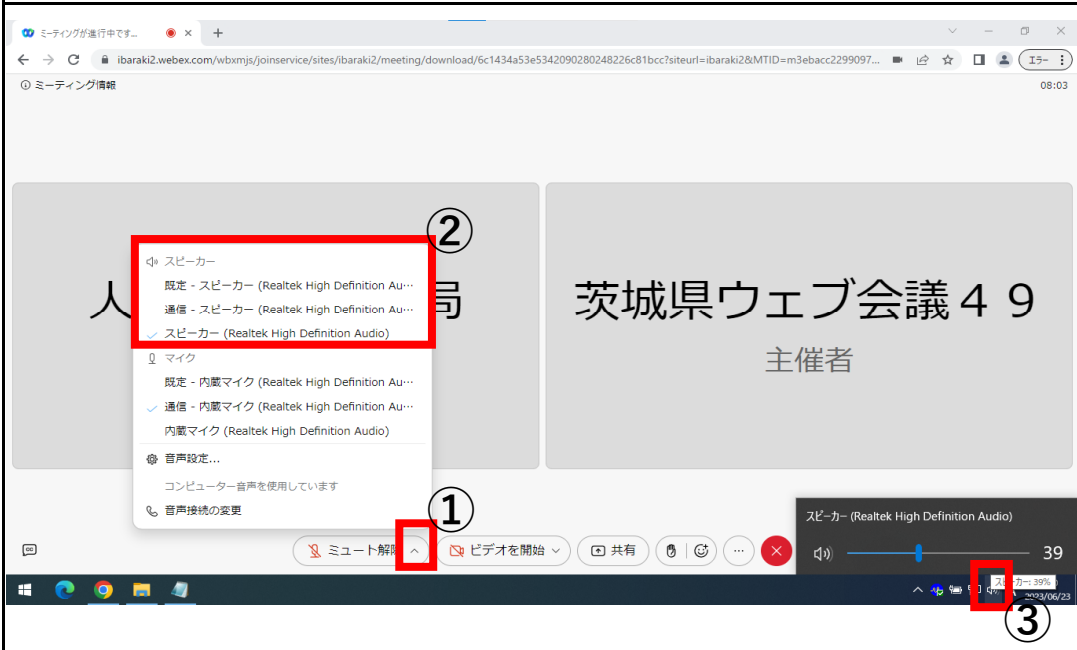 ミーティングが進行中です…
ibaraki2.webex.com/wbxmjs/joinservice/sites/ibaraki2/meeting/download/6c1434a53e5342090280248226c81bcc?siteurl=ibaraki2&MTID=m3ebacc2299097...
エラー
ミーティング情報
08:03
②
スピーカー
既定 - スピーカー (Realtek High Definition Au…
通信 - スピーカー (Realtek High Definition Au…
スピーカー (Realtek High Definition Audio)
人
局
茨城県ウェブ会議４９
主催者
マイク
既定 - 内蔵マイク (Realtek High Definition Au…
通信 - 内蔵マイク (Realtek High Definition Au…
内蔵マイク (Realtek High Definition Audio)
音声設定...
コンピューター音声を使用しています
音声接続の変更
①
スピーカー (Realtek High Definition Audio)
39
ミュート解除
ビデオを開始
共有
スピーカー: 39%
2023/06/23
③